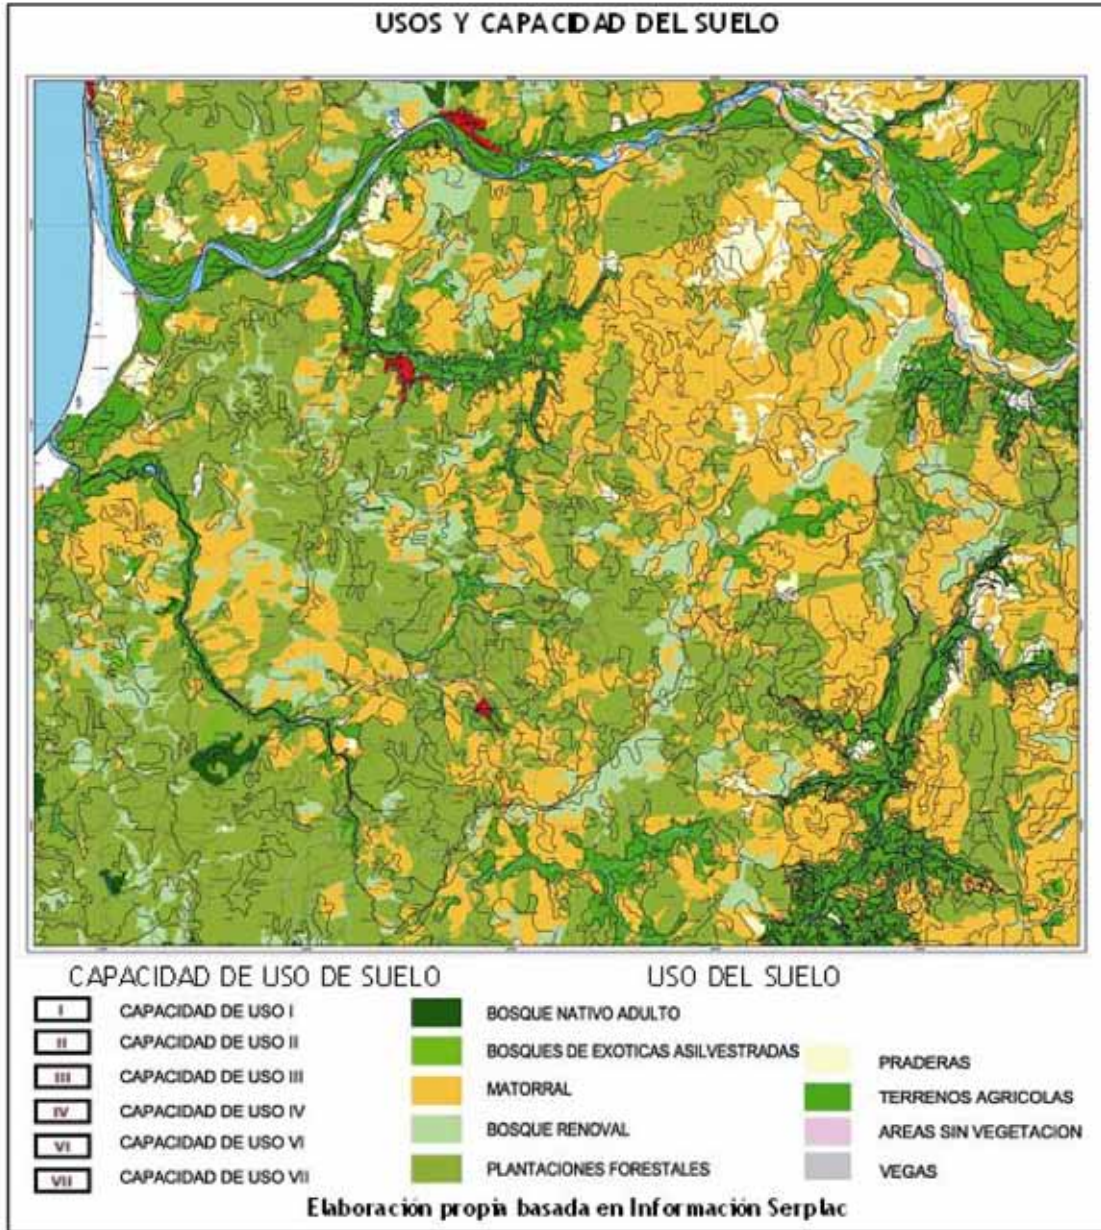 USOS Y CAPACIDAD DEL SUELO
CAPACIDAD DE USO DE SUELO
I CAPACIDAD DE USO I
II CAPACIDAD DE USO II
III CAPACIDAD DE USO III
IV CAPACIDAD DE USO IV
VI CAPACIDAD DE USO VI
VII CAPACIDAD DE USO VII
USO DEL SUELO
BOSQUE NATIVO ADULTO
BOSQUES DE EXOTICAS ASILVESTRADAS
MATORRAL
BOSQUE RENOVAL
PLANTACIONES FORESTALES
PRADERAS
TERRENOS AGRICOLAS
AREAS SIN VEGETACION
VEGAS
Elaboración propia basada en Información Serplac